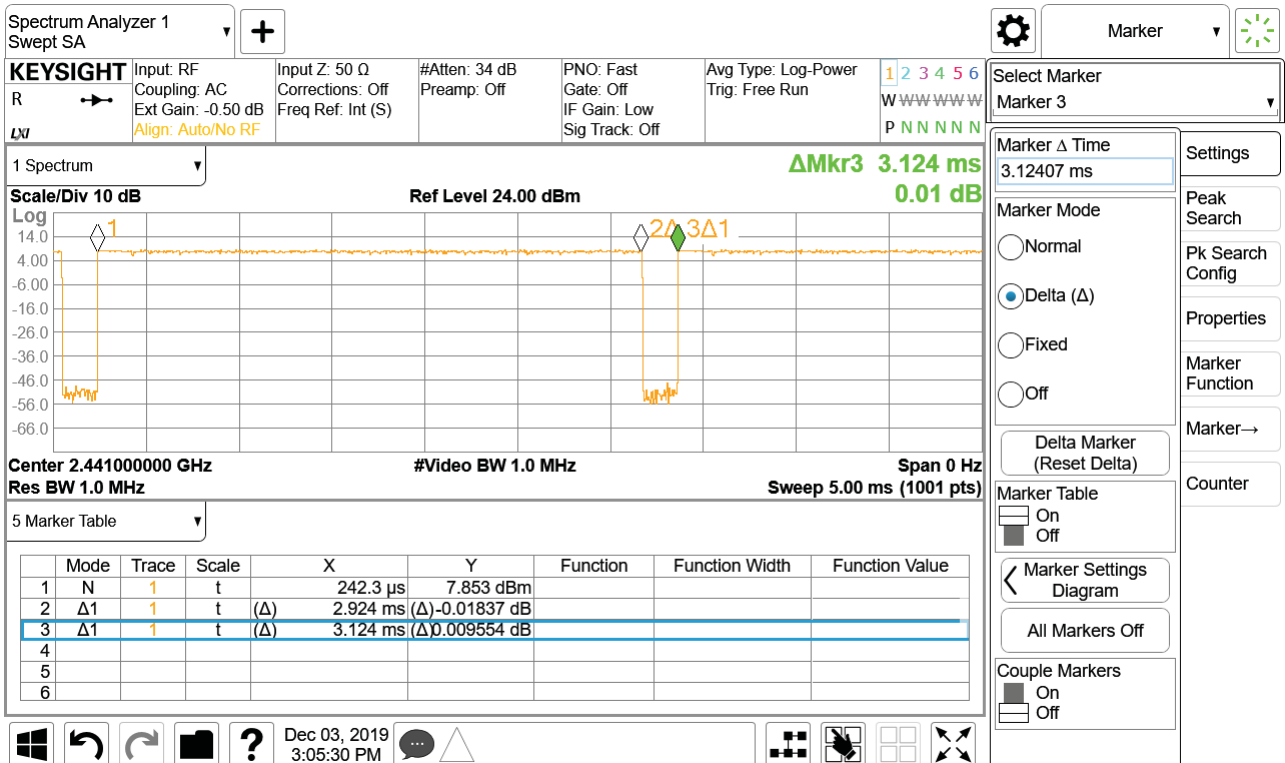 Spectrum Analyzer 1
Swept SA
Marker
KEYSIGHT
R
LXI
Input: RF
Coupling: AC
Ext Gain: -0.50 dB
Align: Auto/No RF
Input Z: 50 Ω
Corrections: Off
Freq Ref: Int (S)
#Atten: 34 dB
Preamp: Off
PNO: Fast
Gate: Off
IF Gain: Low
Sig Track: Off
Avg Type: Log-Power
Trig: Free Run
1 2 3 4 5 6
W W W W W W
P N N N N N
Select Marker
Marker 3
1 Spectrum
ΔMkr3 3.124 ms
0.01 dB
Scale/Div 10 dB
Ref Level 24.00 dBm
Log
14.0
4.00
-6.00
-16.0
-26.0
-36.0
-46.0
-56.0
-66.0
1
2Δ
3Δ1
Center 2.441000000 GHz
#Video BW 1.0 MHz
Span 0 Hz
Res BW 1.0 MHz
Sweep 5.00 ms (1001 pts)
5 Marker Table
Mode Trace Scale X Y Function Function Width Function Value
1 N 1 t 242.3 µs 7.853 dBm
2 Δ1 1 t (Δ) 2.924 ms (Δ)-0.01837 dB
3 Δ1 1 t (Δ) 3.124 ms (Δ)0.009554 dB
4
5
6
Dec 03, 2019
3:05:30 PM
Marker Δ Time
3.12407 ms
Marker Mode
Normal
Delta (Δ)
Fixed
Off
Delta Marker
(Reset Delta)
Marker Table
On
Off
Marker Settings
Diagram
All Markers Off
Couple Markers
On
Off
Settings
Peak
Search
Pk Search
Config
Properties
Marker
Function
Marker→
Counter